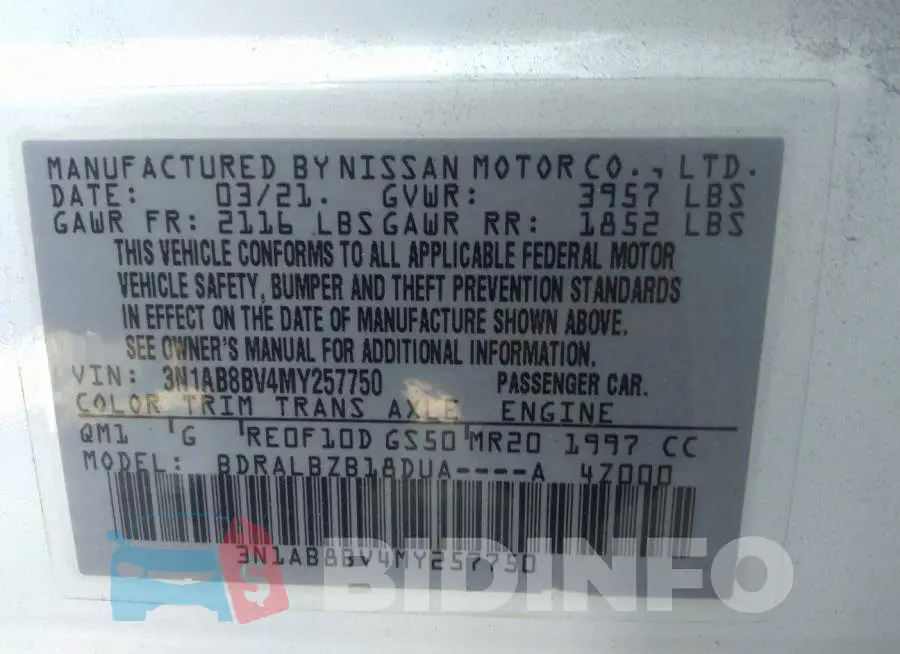 MANUFACTURED BY NISSAN MOTOR CO., LTD.
DATE: 03/21. GVWR: 3957 LBS
GAWR FR: 2116 LBS GAWR RR: 1852 LBS
THIS VEHICLE CONFORMS TO ALL APPLICABLE FEDERAL MOTOR
VEHICLE SAFETY, BUMPER AND THEFT PREVENTION STANDARDS
IN EFFECT ON THE DATE OF MANUFACTURE SHOWN ABOVE.
SEE OWNER'S MANUAL FOR ADDITIONAL INFORMATION.
VIN: 3N1AB8BV4MY257750 PASSENGER CAR.
COLOR TRIM TRANS AXLE ENGINE
QM1 G RE0F10D GS50 MR20 1997 CC
MODEL: BDRALBZB18DUA----A 4Z000
3N1AB8BV4MY257750
BIDINFO